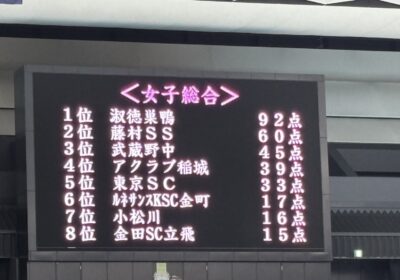 ＜女子総合＞
1位 淑徳巣鴨 92点
2位 藤村ＳＳ 60点
3位 武蔵野中 45点
4位 アクラブ稲城 39点
5位 東京ＳＣ 33点
6位 ﾙﾈｻﾝｽKSC金町 17点
7位 小松川 16点
8位 金田SC立飛 15点